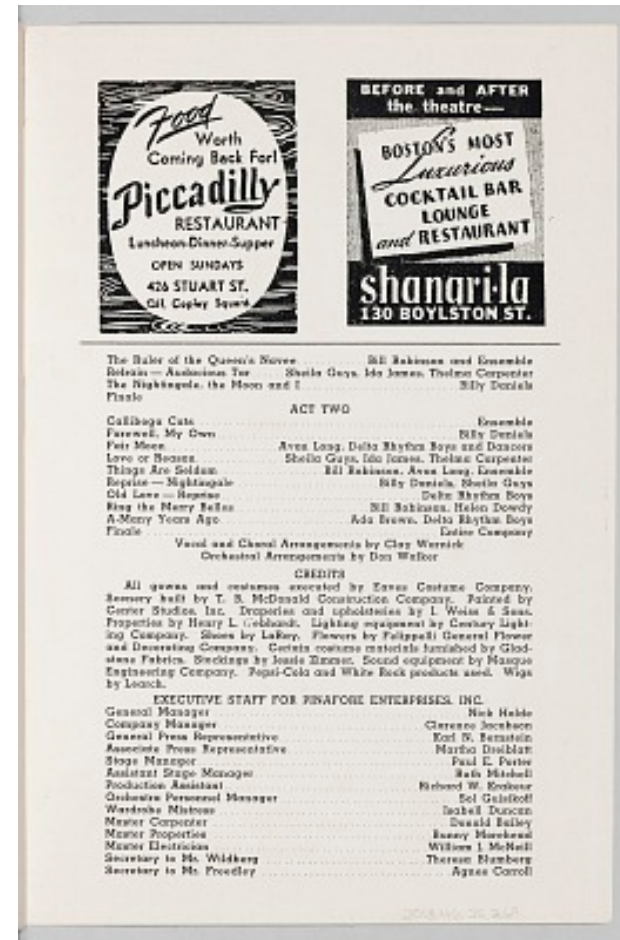 Food
Worth
Coming Back For!
Piccadilly
RESTAURANT
Luncheon-Dinner-Supper
OPEN SUNDAYS
426 STUART ST.
Off. Copley Square
BEFORE and AFTER
the theatre—
BOSTON'S MOST
Luxurious
COCKTAIL BAR
LOUNGE
and RESTAURANT
shangri-la
130 BOYLSTON ST.
The Ruler of the Queen's Navee Bill Robinson and Ensemble
Refrain — Audacious Tar Sheila Guys, Ida James, Thelma Carpenter
The Nightingale, the Moon and I Billy Daniels
Finale
ACT TWO
Callibogo Cuts Ensemble
Farewell, My Own Billy Daniels
Fair Moon Avon Long, Delta Rhythm Boys and Dancers
Love or Reason Sheila Guys, Ida James, Thelma Carpenter
Things Are Seldom Bill Robinson, Avon Long, Ensemble
Reprise — Nightingale Billy Daniels, Sheila Guys
Old Love — Reprise Delta Rhythm Boys
Ring the Merry Belles Bill Robinson, Helen Dowdy
A-Many Years Ago Ada Brown, Delta Rhythm Boys
Finale Entire Company
Vocal and Choral Arrangements by Clay Warnick
Orchestral Arrangements by Don Walker
CREDITS
All gowns and costumes executed by Eaves Costume Company.
Scenery built by T. B. McDonald Construction Company. Painted by
Center Studios, Inc. Draperies and upholsteries by I. Weiss & Sons.
Properties by Henry L. Gebhardt. Lighting equipment by Century Light-
ing Company. Shoes by LaRay. Flowers by Felippelli General Flower
and Decorating Company. Certain costume materials furnished by Glad-
stone Fabrics. Stockings by Jessie Zimmer. Sound equipment by Masque
Engineering Company. Pepsi-Cola and White Rock products used. Wigs
by Learch.
EXECUTIVE STAFF FOR PINAFORE ENTERPRISES, INC.
General Manager Nick Holde
Company Manager Clarence Jacobson
General Press Representative Karl N. Bernstein
Associate Press Representative Martha Dreiblatt
Stage Manager Paul E. Porter
Assistant Stage Manager Ruth Mitchell
Production Assistant Richard W. Krakeur
Orchestra Personnel Manager Sol
Wardrobe Mistress Isabell Duncan
Master Carpenter Donald Bailey
Master Properties Bunny Morehead
Master Electrician William J. McNeill
Secretary to Mr. Wildberg Theresa Blumberg
Secretary to Mr. Freedley Agnes Carroll